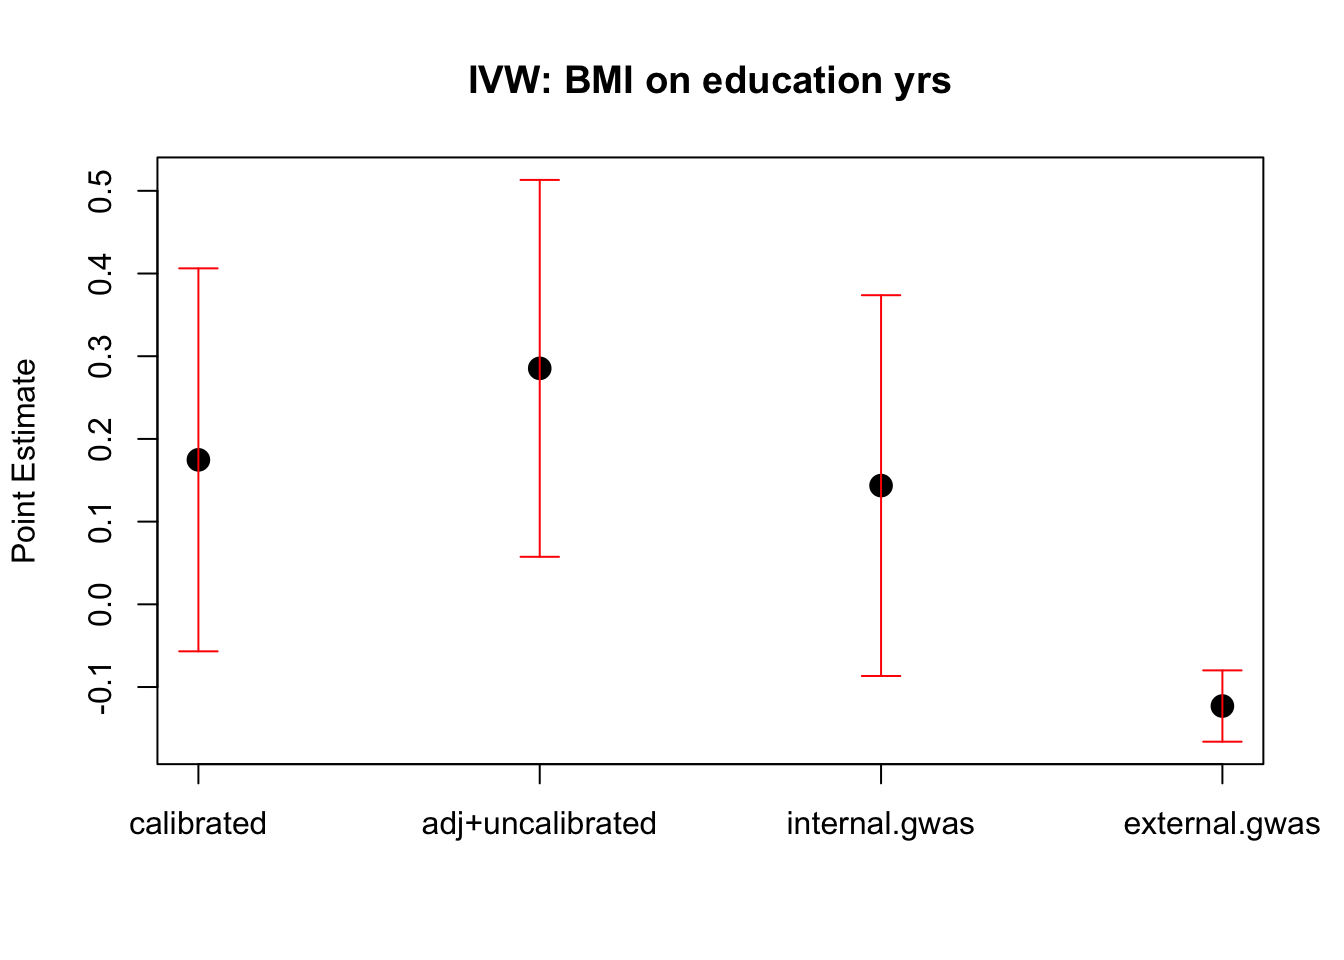 IVW: BMI on education yrs
Point Estimate
0.5
0.4
0.3
0.2
0.1
0.0
-0.1
calibrated
adj+uncalibrated
internal.gwas
external.gwas